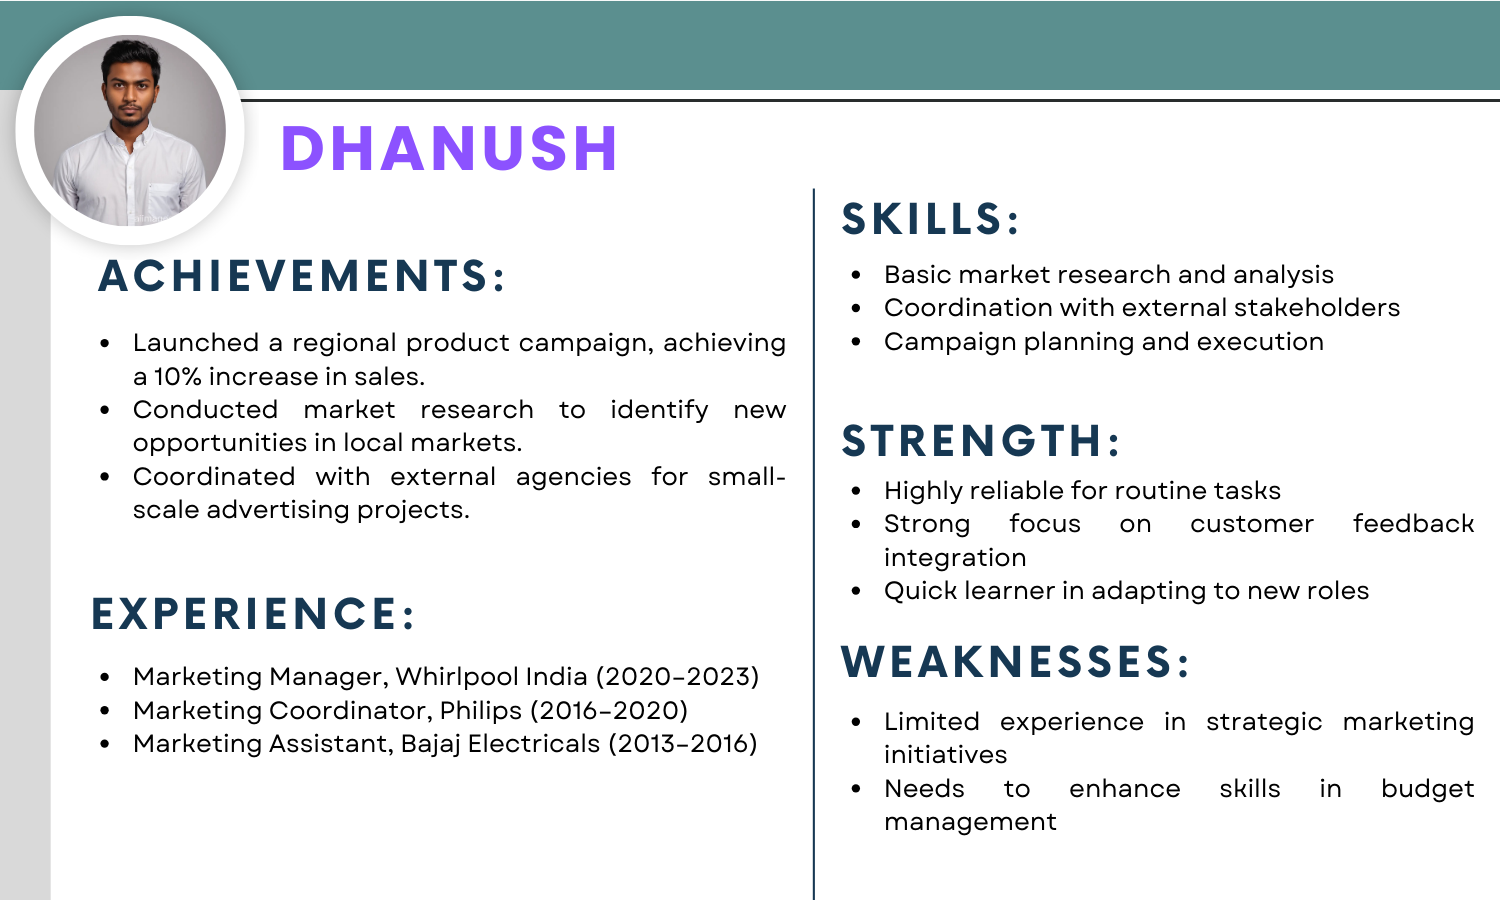 DHANUSH
ACHIEVEMENTS:
• Launched a regional product campaign, achieving
a 10% increase in sales.
• Conducted market research to identify new
opportunities in local markets.
• Coordinated with external agencies for small-
scale advertising projects.
EXPERIENCE:
• Marketing Manager, Whirlpool India (2020–2023)
• Marketing Coordinator, Philips (2016–2020)
• Marketing Assistant, Bajaj Electricals (2013–2016)
SKILLS:
• Basic market research and analysis
• Coordination with external stakeholders
• Campaign planning and execution
STRENGTH:
• Highly reliable for routine tasks
• Strong focus on customer feedback
integration
• Quick learner in adapting to new roles
WEAKNESSES:
• Limited experience in strategic marketing
initiatives
• Needs to enhance skills in budget
management